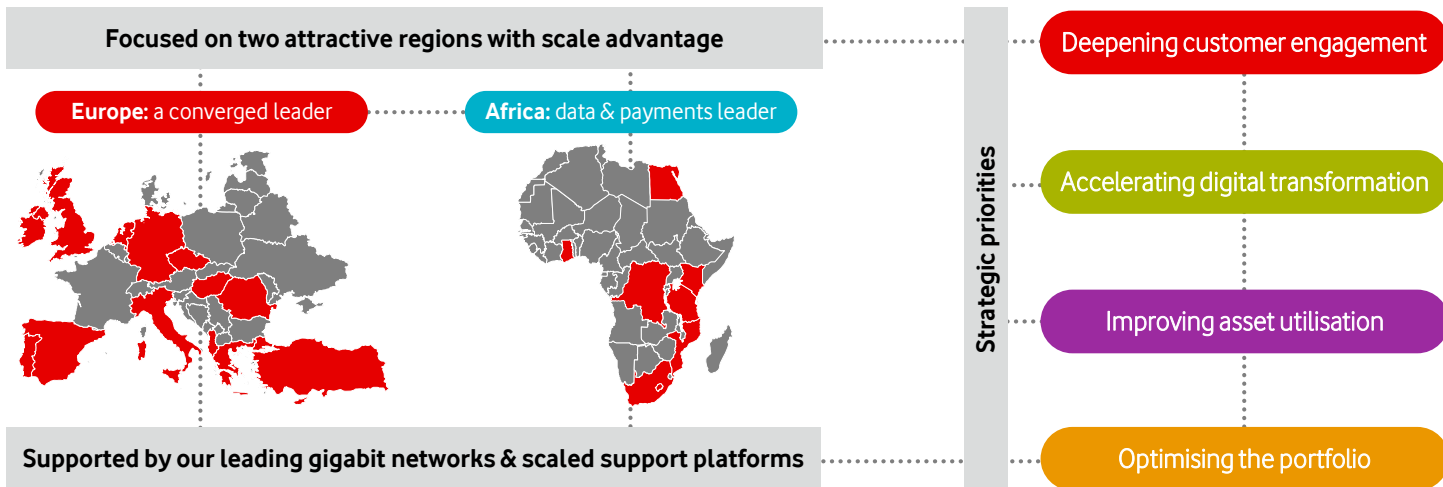 Focused on two attractive regions with scale advantage
Europe: a converged leader
Africa: data & payments leader
Supported by our leading gigabit networks & scaled support platforms
Strategic priorities
Deepening customer engagement
Accelerating digital transformation
Improving asset utilisation
Optimising the portfolio